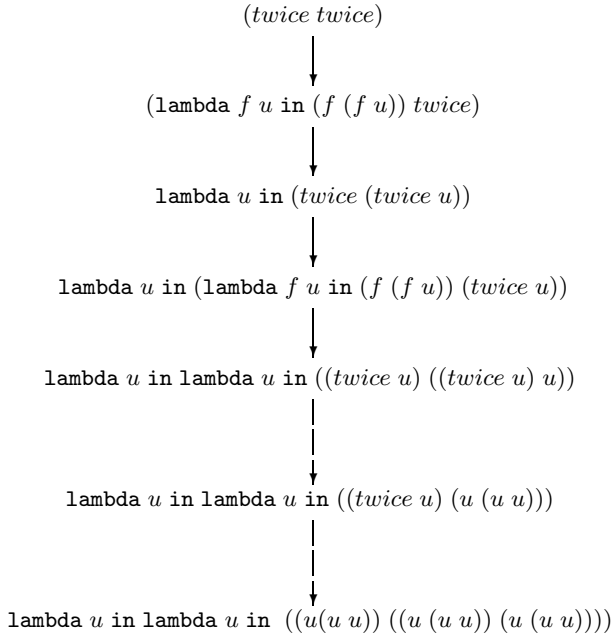 (twice twice)
(lambda f u in (f (f u)) twice)
lambda u in (twice (twice u))
lambda u in (lambda f u in (f (f u)) (twice u))
lambda u in lambda u in ((twice u) ((twice u) u))
lambda u in lambda u in ((twice u) (u (u u)))
lambda u in lambda u in ((u(u u)) ((u (u u)) (u (u u))))